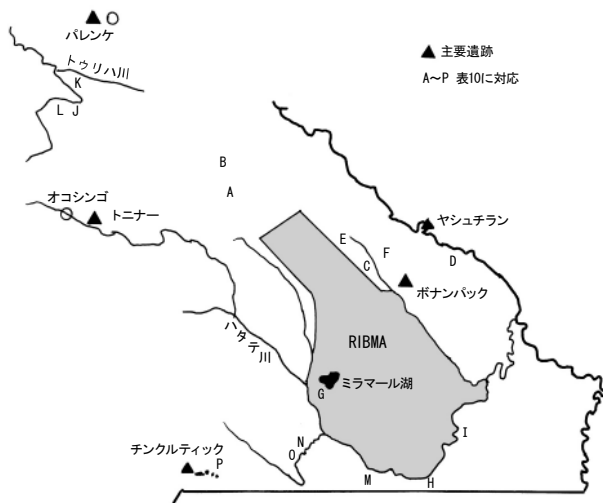 パレンケ
▲ 主要遺跡
A〜P 表10に対応
トゥリハ川
K
L J
B
A
オコシンゴ
トニナー
ヤシュチラン
E
F
D
C
ボナンパック
ハタテ川
RIBMA
ミラマール湖
G
I
N
O
チンクルティック
P
M
H